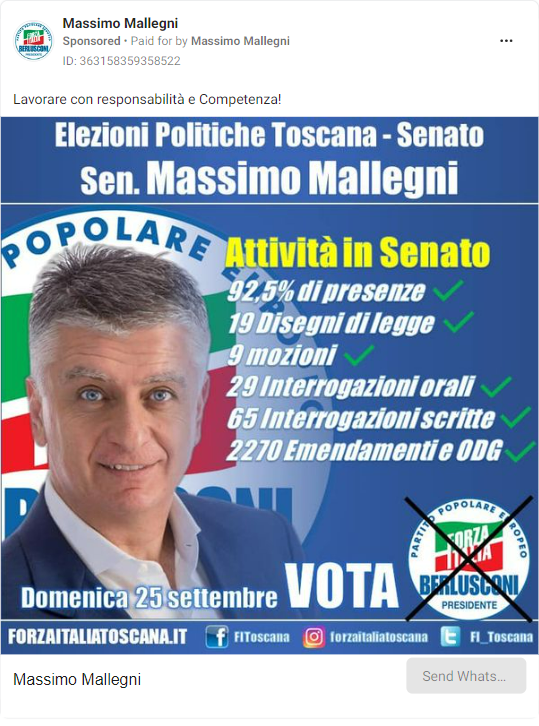 Massimo Mallegni
Sponsored • Paid for by Massimo Mallegni
ID: 363158359358522
Lavorare con responsabilità e Competenza!
Elezioni Politiche Toscana - Senato
Sen. Massimo Mallegni
POPOLARE EUROPEO
Attività in Senato
92,5% di presenze
19 Disegni di legge
9 mozioni
29 Interrogazioni orali
65 Interrogazioni scritte
2270 Emendamenti e ODG
PARTITO POPOLARE EUROPEO
FORZA
ITALIA
BERLUSCONI
PRESIDENTE
Domenica 25 settembre VOTA
FORZAITALIATOSCANA.IT FIToscana forzaitaliatoscana FI_Toscana
Massimo Mallegni
Send Whats...